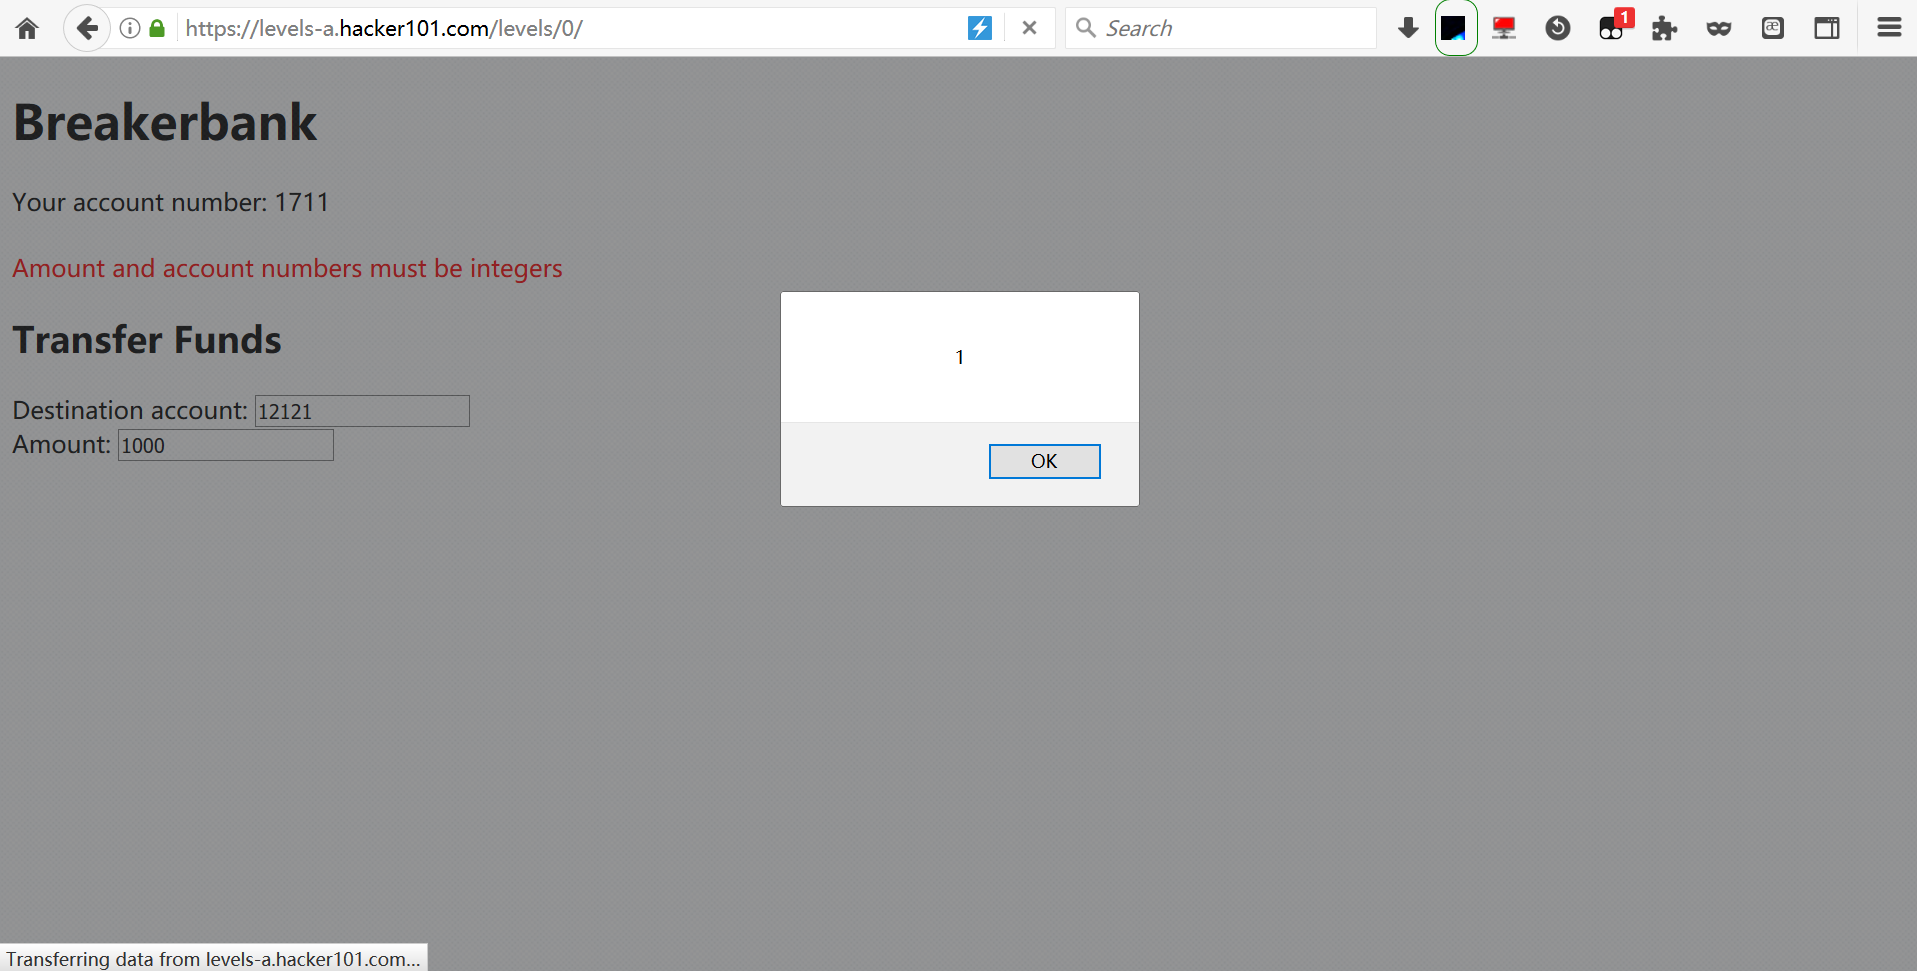 https://levels-a.hacker101.com/levels/0/
Search
1
æ
Breakerbank
Your account number: 1711
Amount and account numbers must be integers
Transfer Funds
Destination account: 12121
Amount: 1000
1
OK
Transferring data from levels-a.hacker101.com...